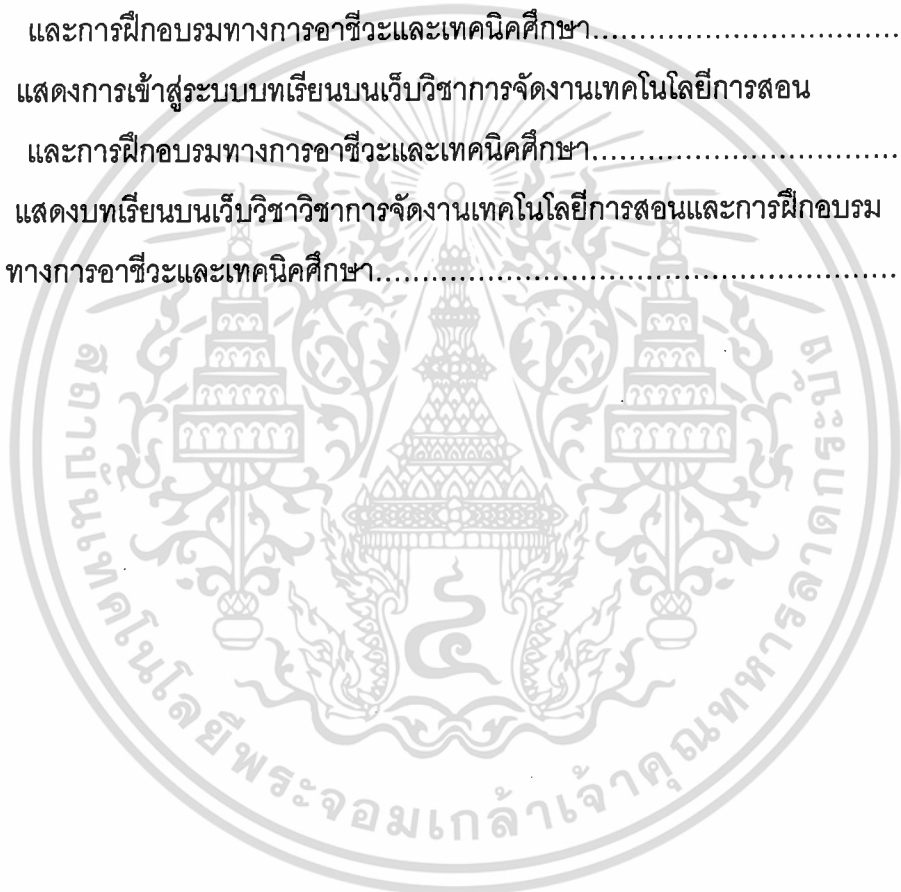 และการฝึกอบรมทางการอาชีวะและเทคนิคศึกษา.................................
แสดงการเข้าสู่ระบบบทเรียนบนเว็บวิชาการจัดงานเทคโนโลยีการสอน
และการฝึกอบรมทางการอาชีวะและเทคนิคศึกษา.................................
แสดงบทเรียนบนเว็บวิชาวิชาการจัดงานเทคโนโลยีการสอนและการฝึกอบรม
ทางการอาชีวะและเทคนิคศึกษา........................................................
สถาบันเทคโนโลยีพระจอมเกล้าเจ้าคุณทหารลาดกระบัง